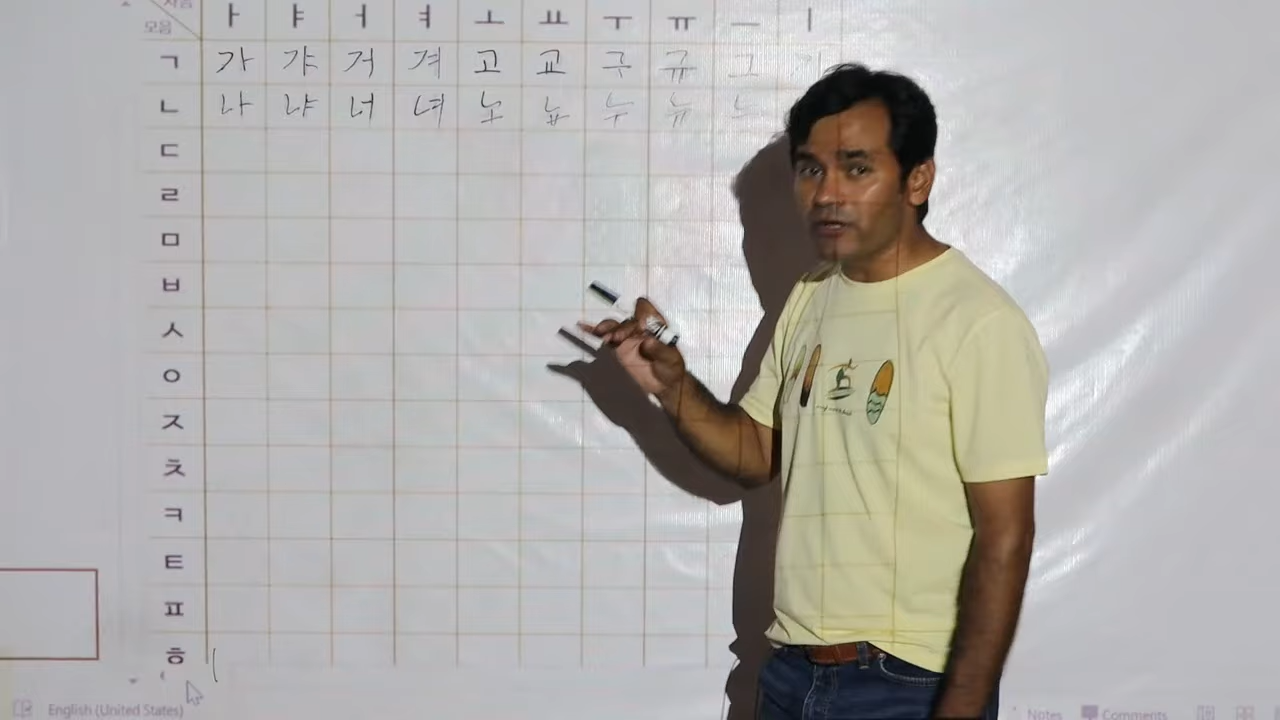 자음
모음 ㅏ ㅑ ㅓ ㅕ ㅗ ㅛ ㅜ ㅠ ㅡ ㅣ
ㄱ 가 갸 거 겨 고 교 구 규 그 기
ㄴ 나 냐 너 녀 노 뇨 누 뉴 느
ㄷ
ㄹ
ㅁ
ㅂ
ㅅ
ㅇ
ㅈ
ㅊ
ㅋ
ㅌ
ㅍ
ㅎ
English (United States) Notes Comments